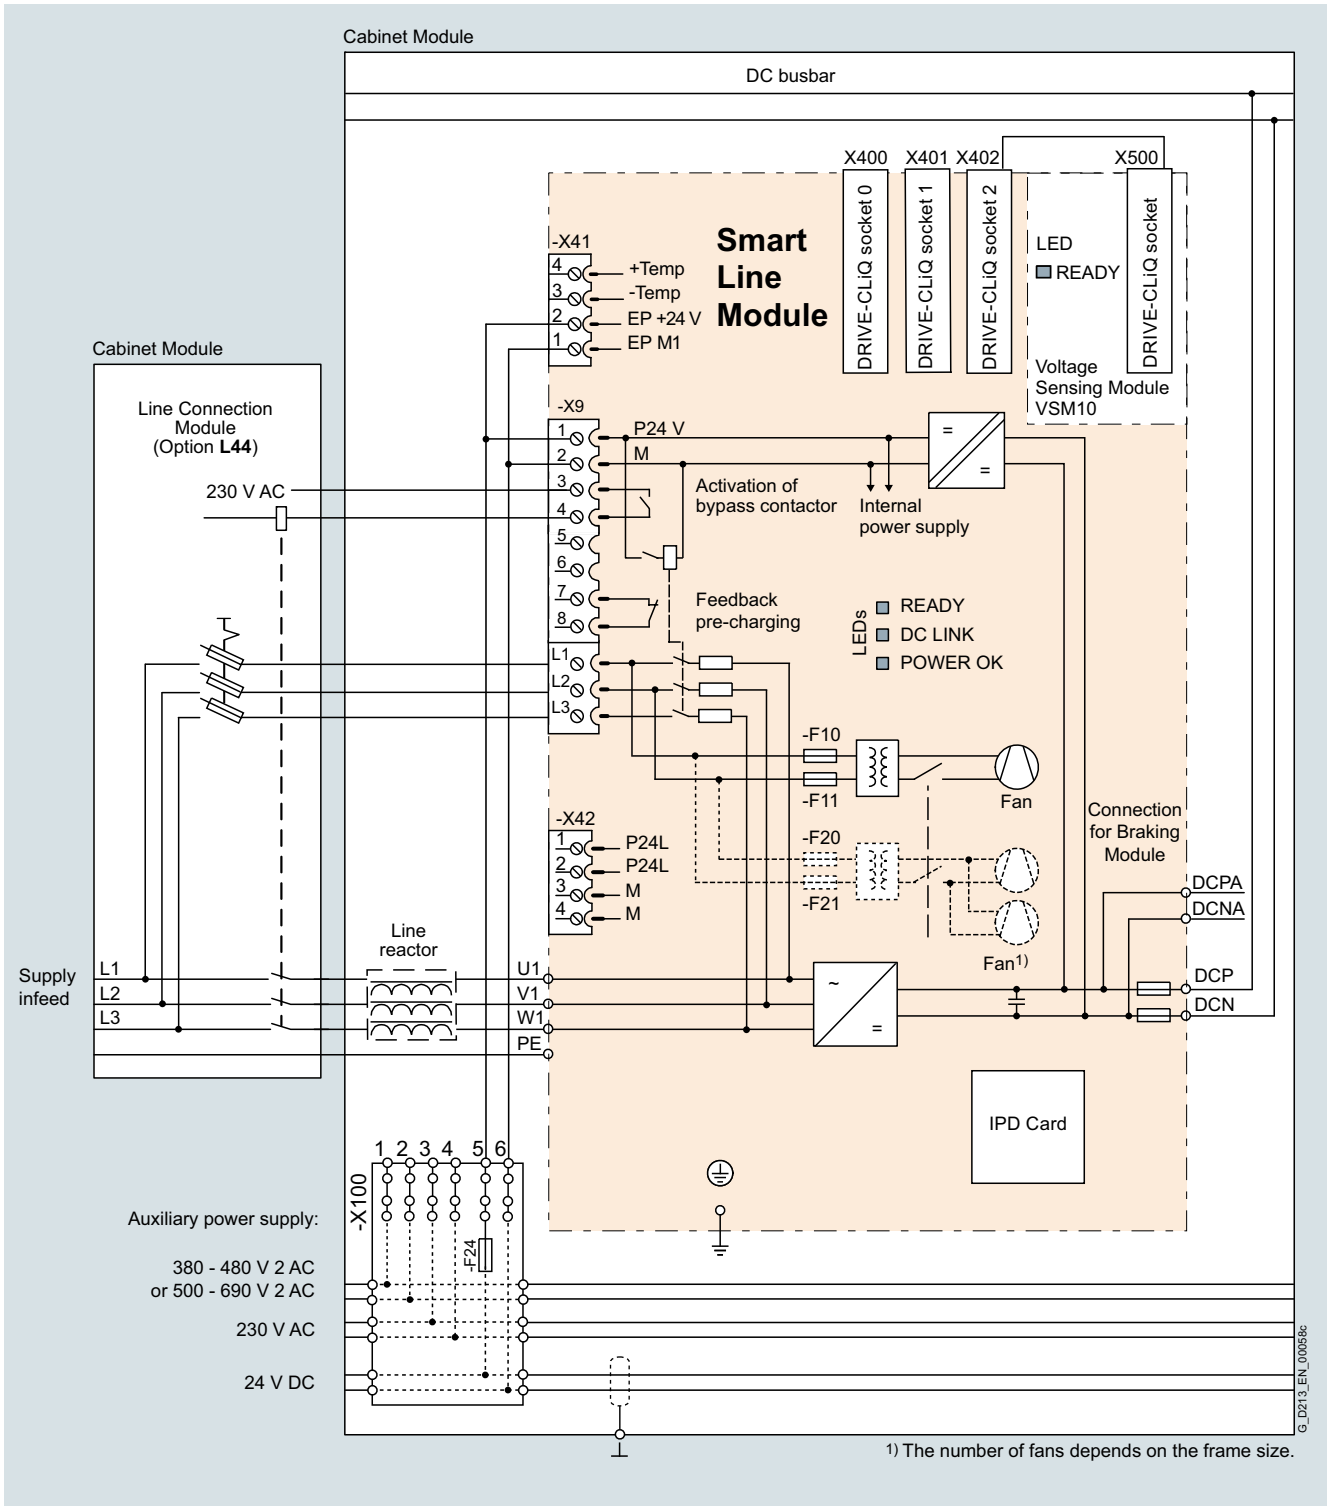 Cabinet Module
DC busbar
X400
X401
X402
X500
DRIVE-CLiQ socket 0
DRIVE-CLiQ socket 1
DRIVE-CLiQ socket 2
DRIVE-CLiQ socket
LED
READY
Voltage
Sensing Module
VSM10
Smart
Line
Module
-X41
4
+Temp
3
-Temp
2
EP +24 V
1
EP M1
Cabinet Module
Line Connection
Module
(Option L44)
230 V AC
-X9
1
P24 V
2
M
3
4
5
6
7
8
L1
L2
L3
=
=
Activation of
bypass contactor
Internal
power supply
Feedback
pre-charging
LEDs
READY
DC LINK
POWER OK
-F10
-F11
Fan
-F20
-F21
Fan1)
Connection
for Braking
Module
-X42
1
P24L
2
P24L
3
M
4
M
DCPA
DCNA
DCP
DCN
Line
reactor
Supply
infeed
L1
L2
L3
U1
V1
W1
PE
~
=
IPD Card
1 2 3 4 5 6
-X100
-F24
Auxiliary power supply:
380 - 480 V 2 AC
or 500 - 690 V 2 AC
230 V AC
24 V DC
G_D213_EN_00058c
1) The number of fans depends on the frame size.